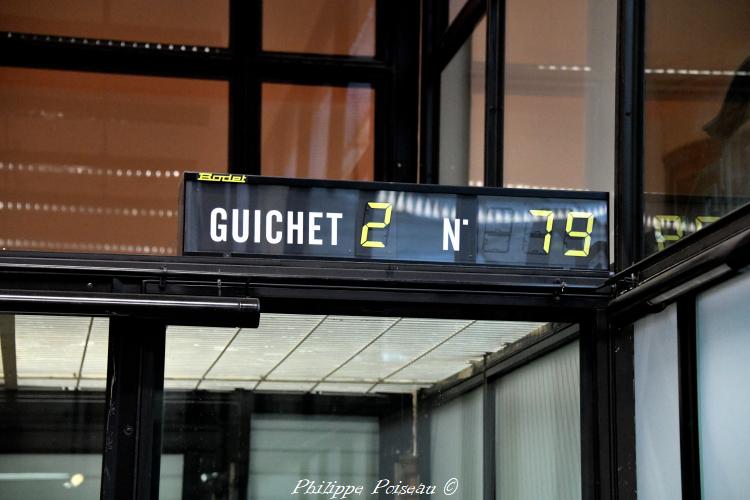 Bodet
GUICHET 2 N° 79
Philippe Poiseau ©